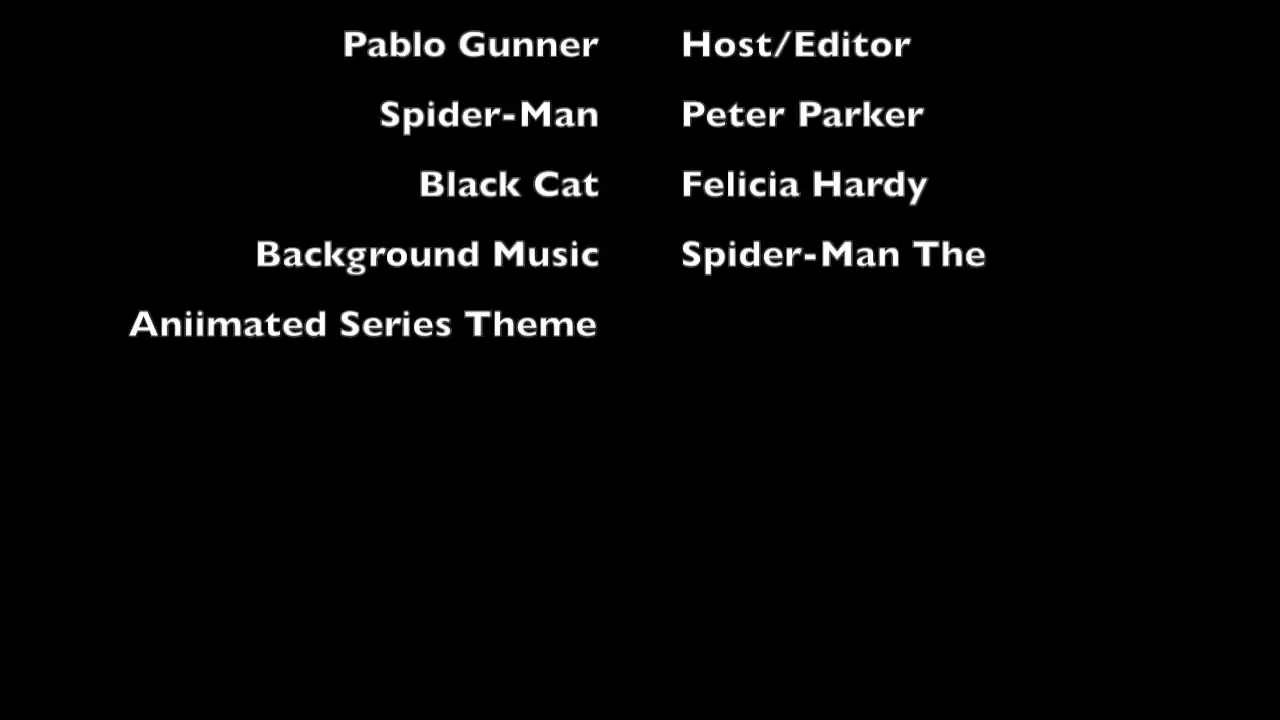 Pablo Gunner Host/Editor
Spider-Man Peter Parker
Black Cat Felicia Hardy
Background Music Spider-Man The
Aniimated Series Theme